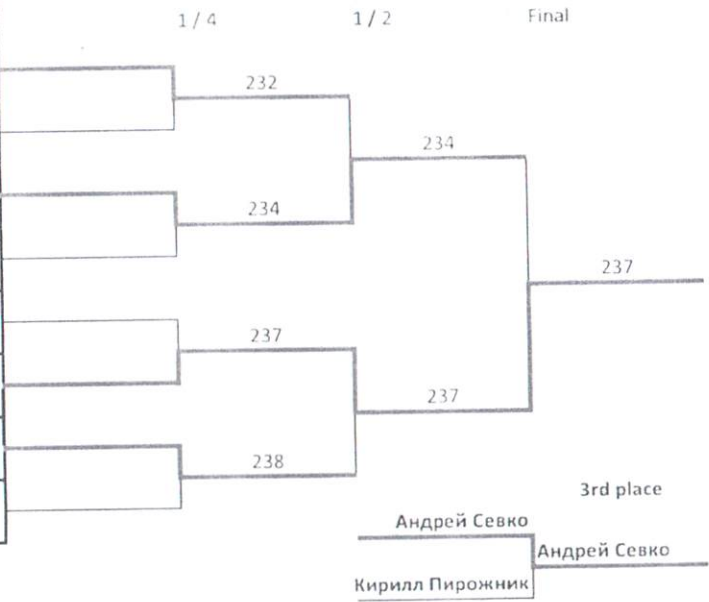 1 / 4 1 / 2 Final
232
234
234
237
237
237
238
3rd place
Андрей Севко
Андрей Севко
Кирилл Пирожник